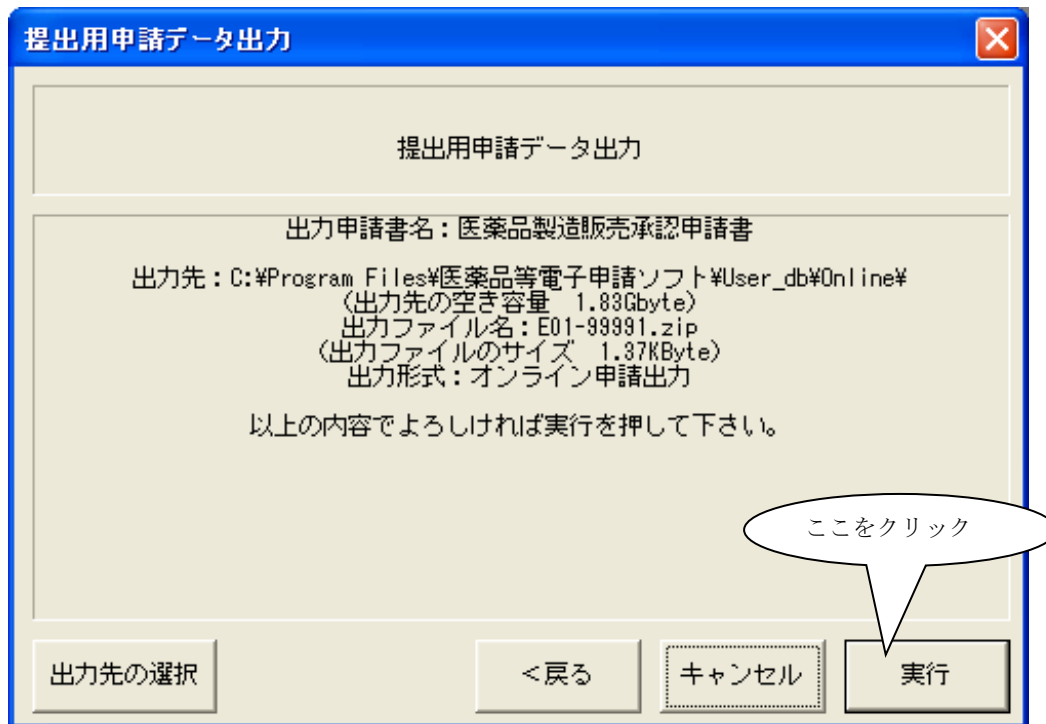 提出用申請データ出力
提出用申請データ出力
出力申請書名：医薬品製造販売承認申請書
出力先：C:¥Program Files¥医薬品等電子申請ソフト¥User_db¥Online¥
（出力先の空き容量　1.83Gbyte）
出力ファイル名：E01-99991.zip
（出力ファイルのサイズ　1.37KByte）
出力形式：オンライン申請出力
以上の内容でよろしければ実行を押して下さい。
ここをクリック
出力先の選択
<戻る
キャンセル
実行